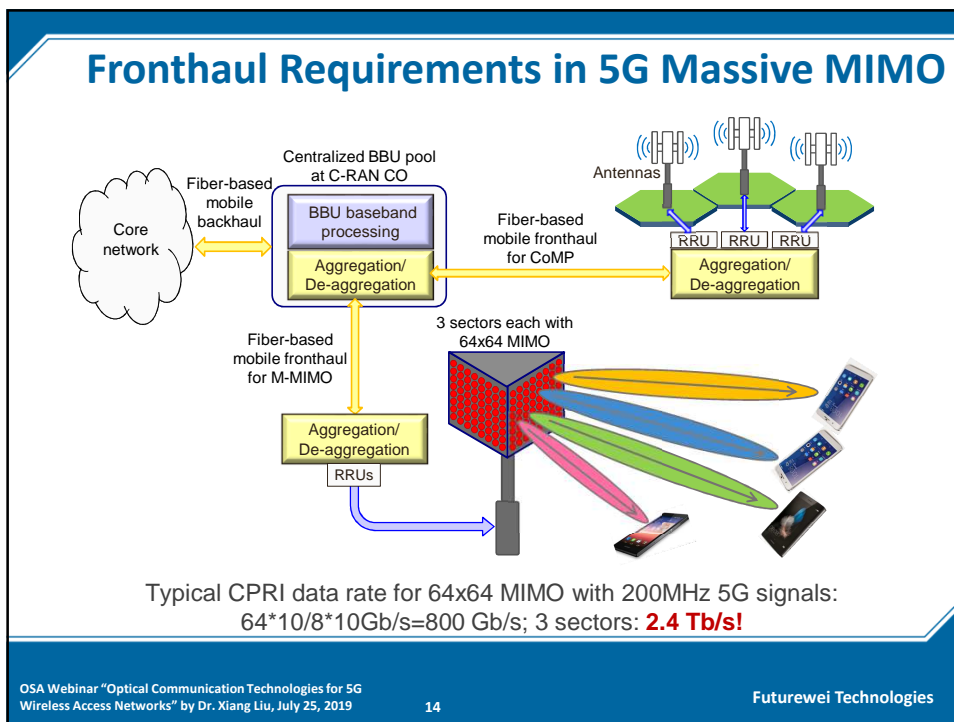 Fronthaul Requirements in 5G Massive MIMO
Centralized BBU pool
at C-RAN CO
Fiber-based
mobile
backhaul
Core
network
BBU baseband
processing
Aggregation/
De-aggregation
Fiber-based
mobile fronthaul
for CoMP
Antennas
RRU
RRU
RRU
Aggregation/
De-aggregation
Fiber-based
mobile fronthaul
for M-MIMO
3 sectors each with
64x64 MIMO
Aggregation/
De-aggregation
RRUs
Typical CPRI data rate for 64x64 MIMO with 200MHz 5G signals:
64*10/8*10Gb/s=800 Gb/s; 3 sectors: 2.4 Tb/s!
OSA Webinar “Optical Communication Technologies for 5G
Wireless Access Networks” by Dr. Xiang Liu, July 25, 2019
14
Futurewei Technologies